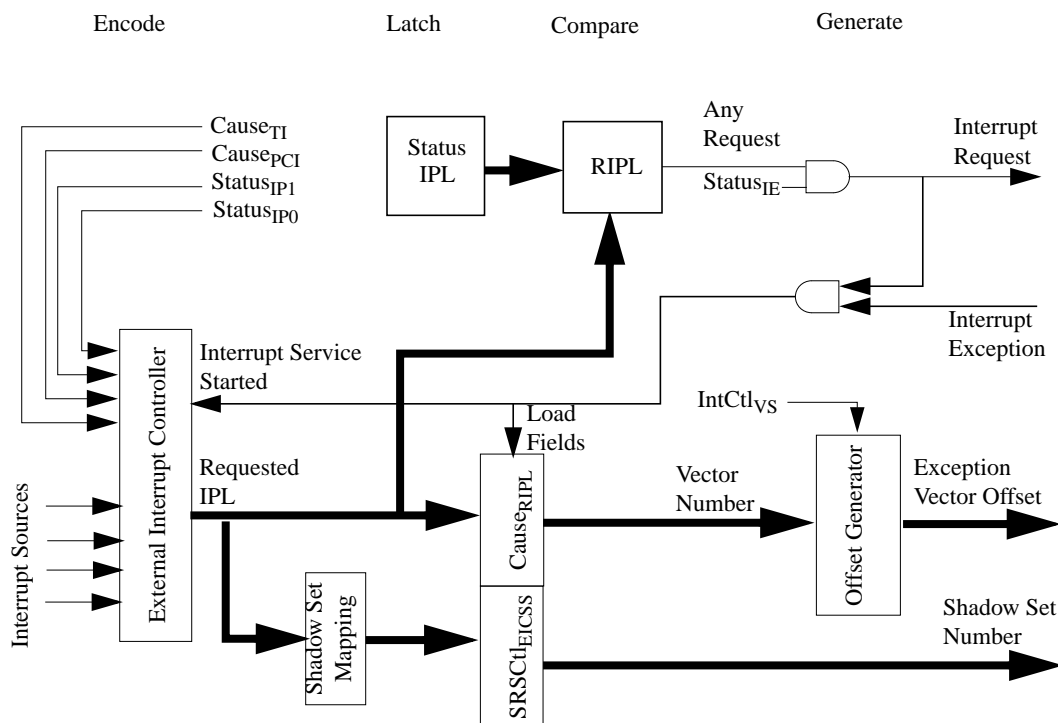 Encode
Latch
Compare
Generate
Cause_TI
Cause_PCI
Status_IP1
Status_IP0
Status
IPL
RIPL
Any
Request
Status_IE
Interrupt
Request
Interrupt
Exception
Interrupt Service
Started
Load
Fields
IntCtl_VS
External Interrupt Controller
Requested
IPL
Interrupt Sources
Cause_RIPL
Vector
Number
Offset Generator
Exception
Vector Offset
Shadow Set
Mapping
SRSCtl_EICSS
Shadow Set
Number